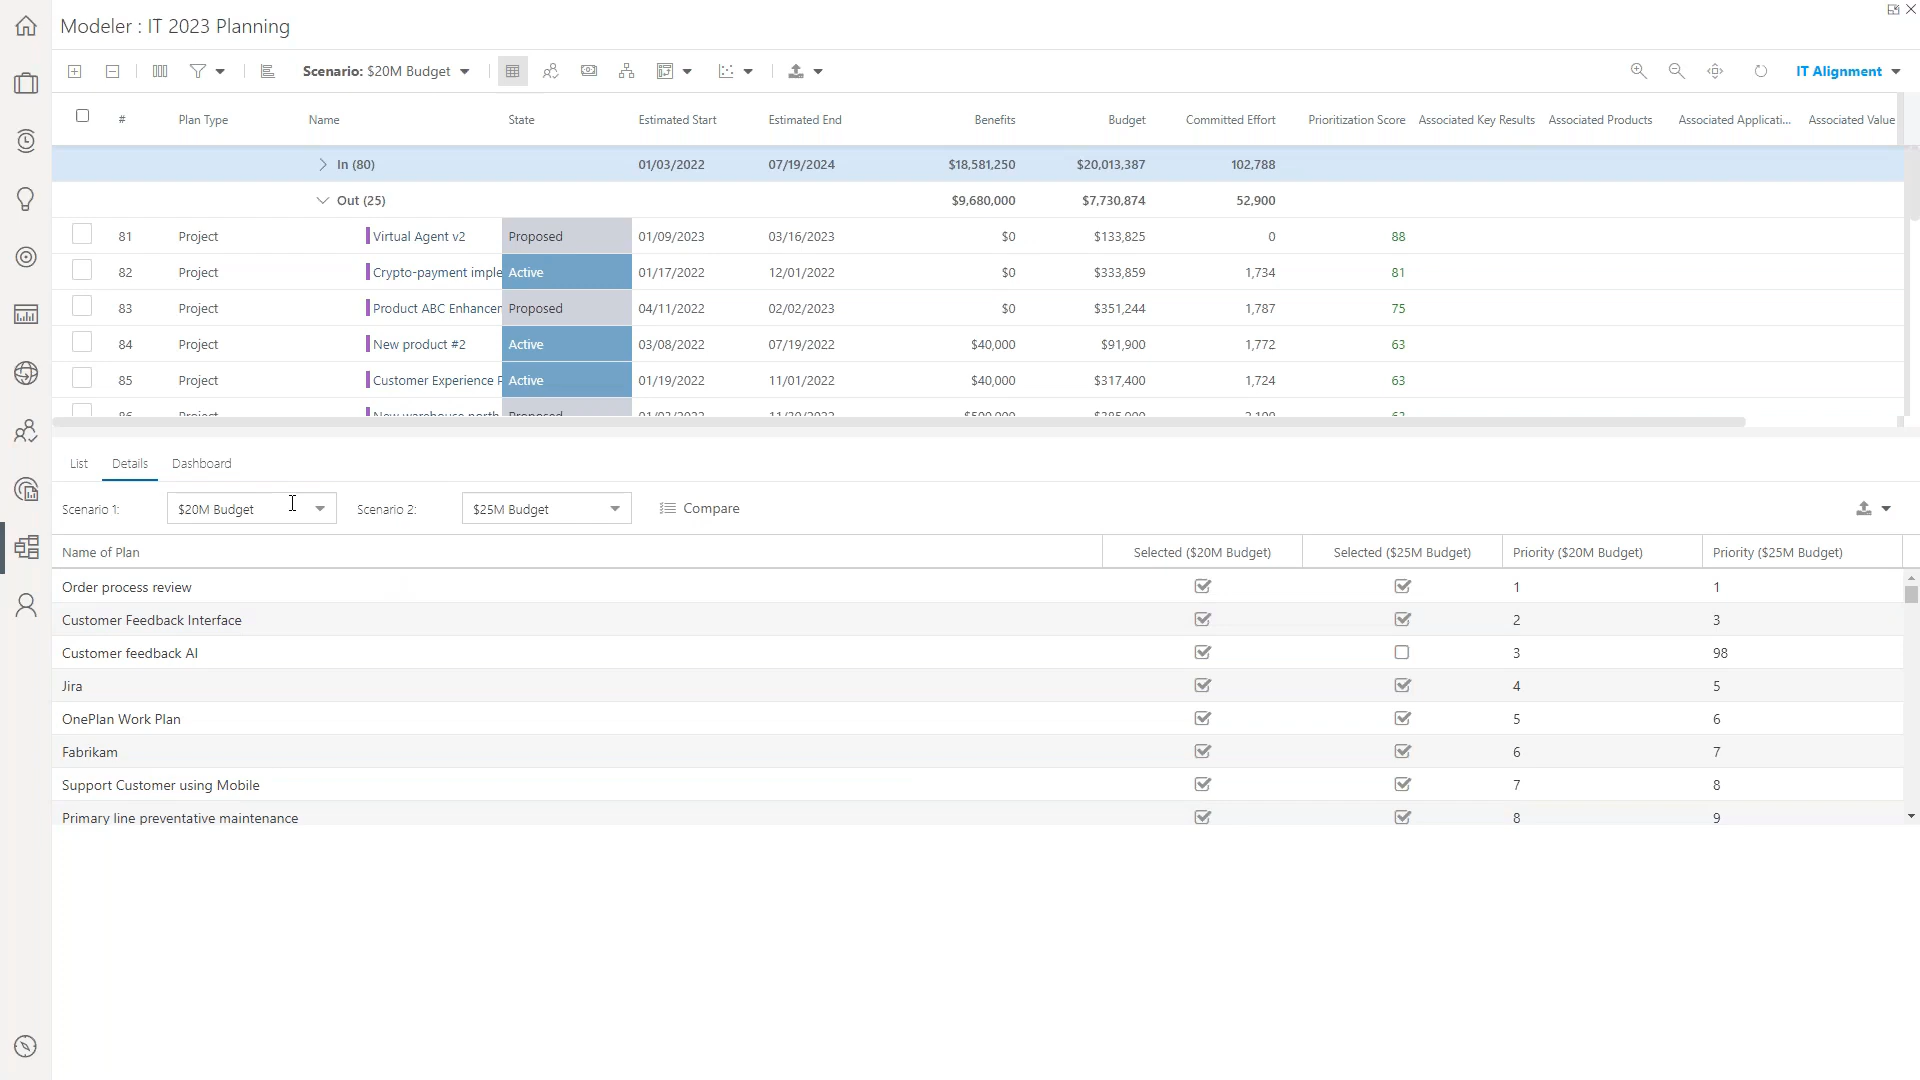 Modeler : IT 2023 Planning
Scenario: $20M Budget
IT Alignment
# Plan Type Name State Estimated Start Estimated End Benefits Budget Committed Effort Prioritization Score Associated Key Results Associated Products Associated Applicati... Associated Value
In (80) 01/03/2022 07/19/2024 $18,581,250 $20,013,387 102,788
Out (25) $9,680,000 $7,730,874 52,900
81 Project Virtual Agent v2 Proposed 01/09/2023 03/16/2023 $0 $133,825 0 88
82 Project Crypto-payment imple Active 01/17/2022 12/01/2022 $0 $333,859 1,734 81
83 Project Product ABC Enhancer Proposed 04/11/2022 02/02/2023 $0 $351,244 1,787 75
84 Project New product #2 Active 03/08/2022 07/19/2022 $40,000 $91,900 1,772 63
85 Project Customer Experience P Active 01/19/2022 11/01/2022 $40,000 $317,400 1,724 63
Project New warehouse north Proposed
List Details Dashboard
Scenario 1: $20M Budget Scenario 2: $25M Budget Compare
Name of Plan Selected ($20M Budget) Selected ($25M Budget) Priority ($20M Budget) Priority ($25M Budget)
Order process review 1 1
Customer Feedback Interface 2 3
Customer feedback AI 3 98
Jira 4 5
OnePlan Work Plan 5 6
Fabrikam 6 7
Support Customer using Mobile 7 8
Primary line preventative maintenance 8 9